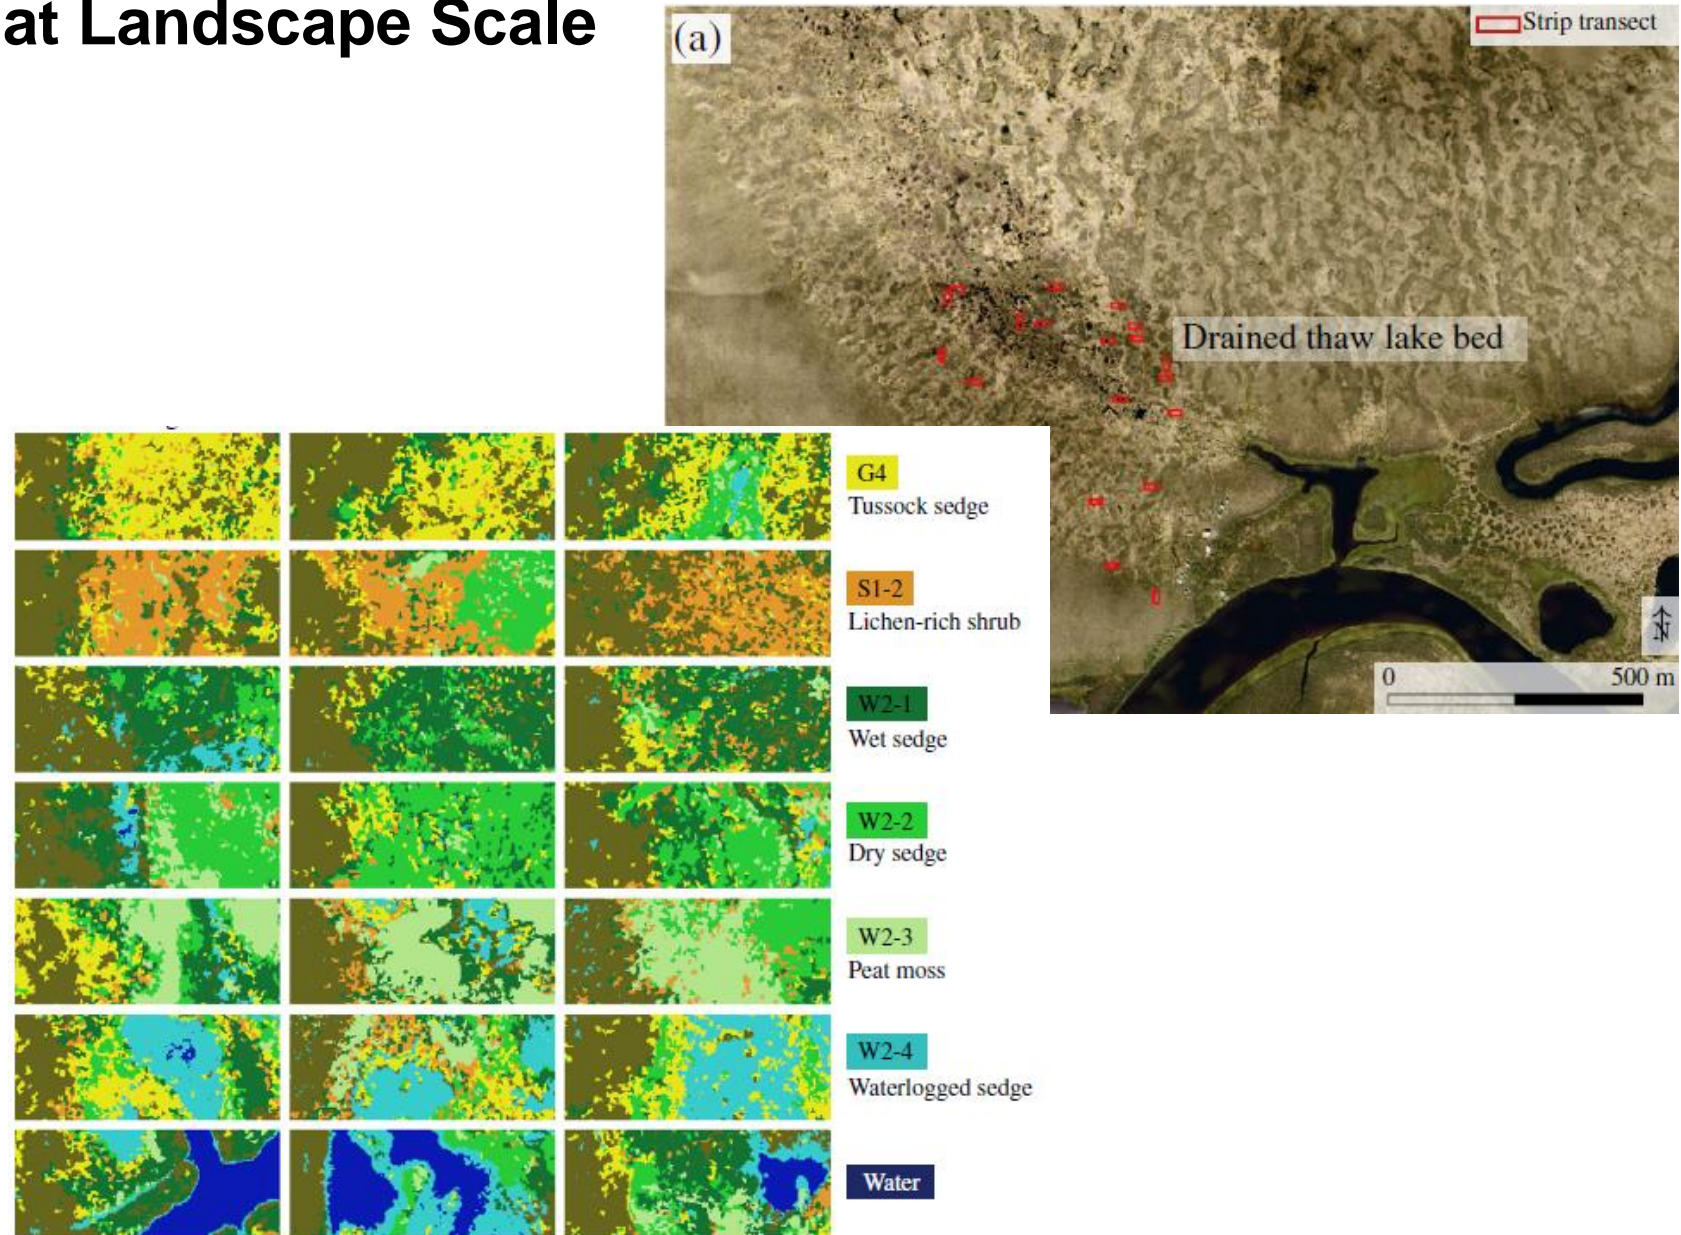 at Landscape Scale
(a)
Strip transect
Drained thaw lake bed
N
0 500 m
G4
Tussock sedge
S1-2
Lichen-rich shrub
W2-1
Wet sedge
W2-2
Dry sedge
W2-3
Peat moss
W2-4
Waterlogged sedge
Water